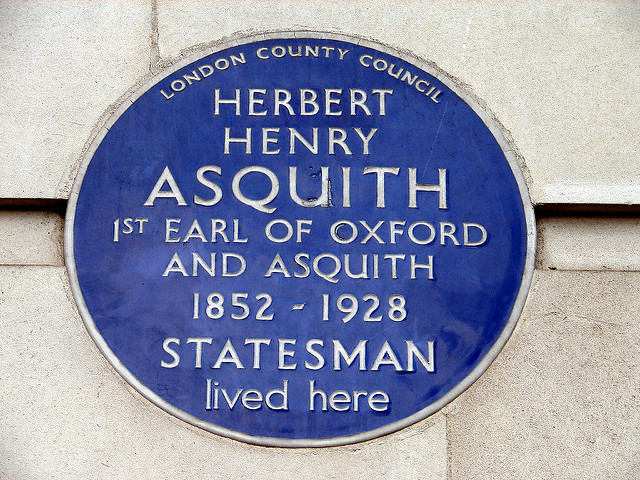 LONDON COUNTY COUNCIL
HERBERT
HENRY
ASQUITH
1ST EARL OF OXFORD
AND ASQUITH
1852 - 1928
STATESMAN
lived here